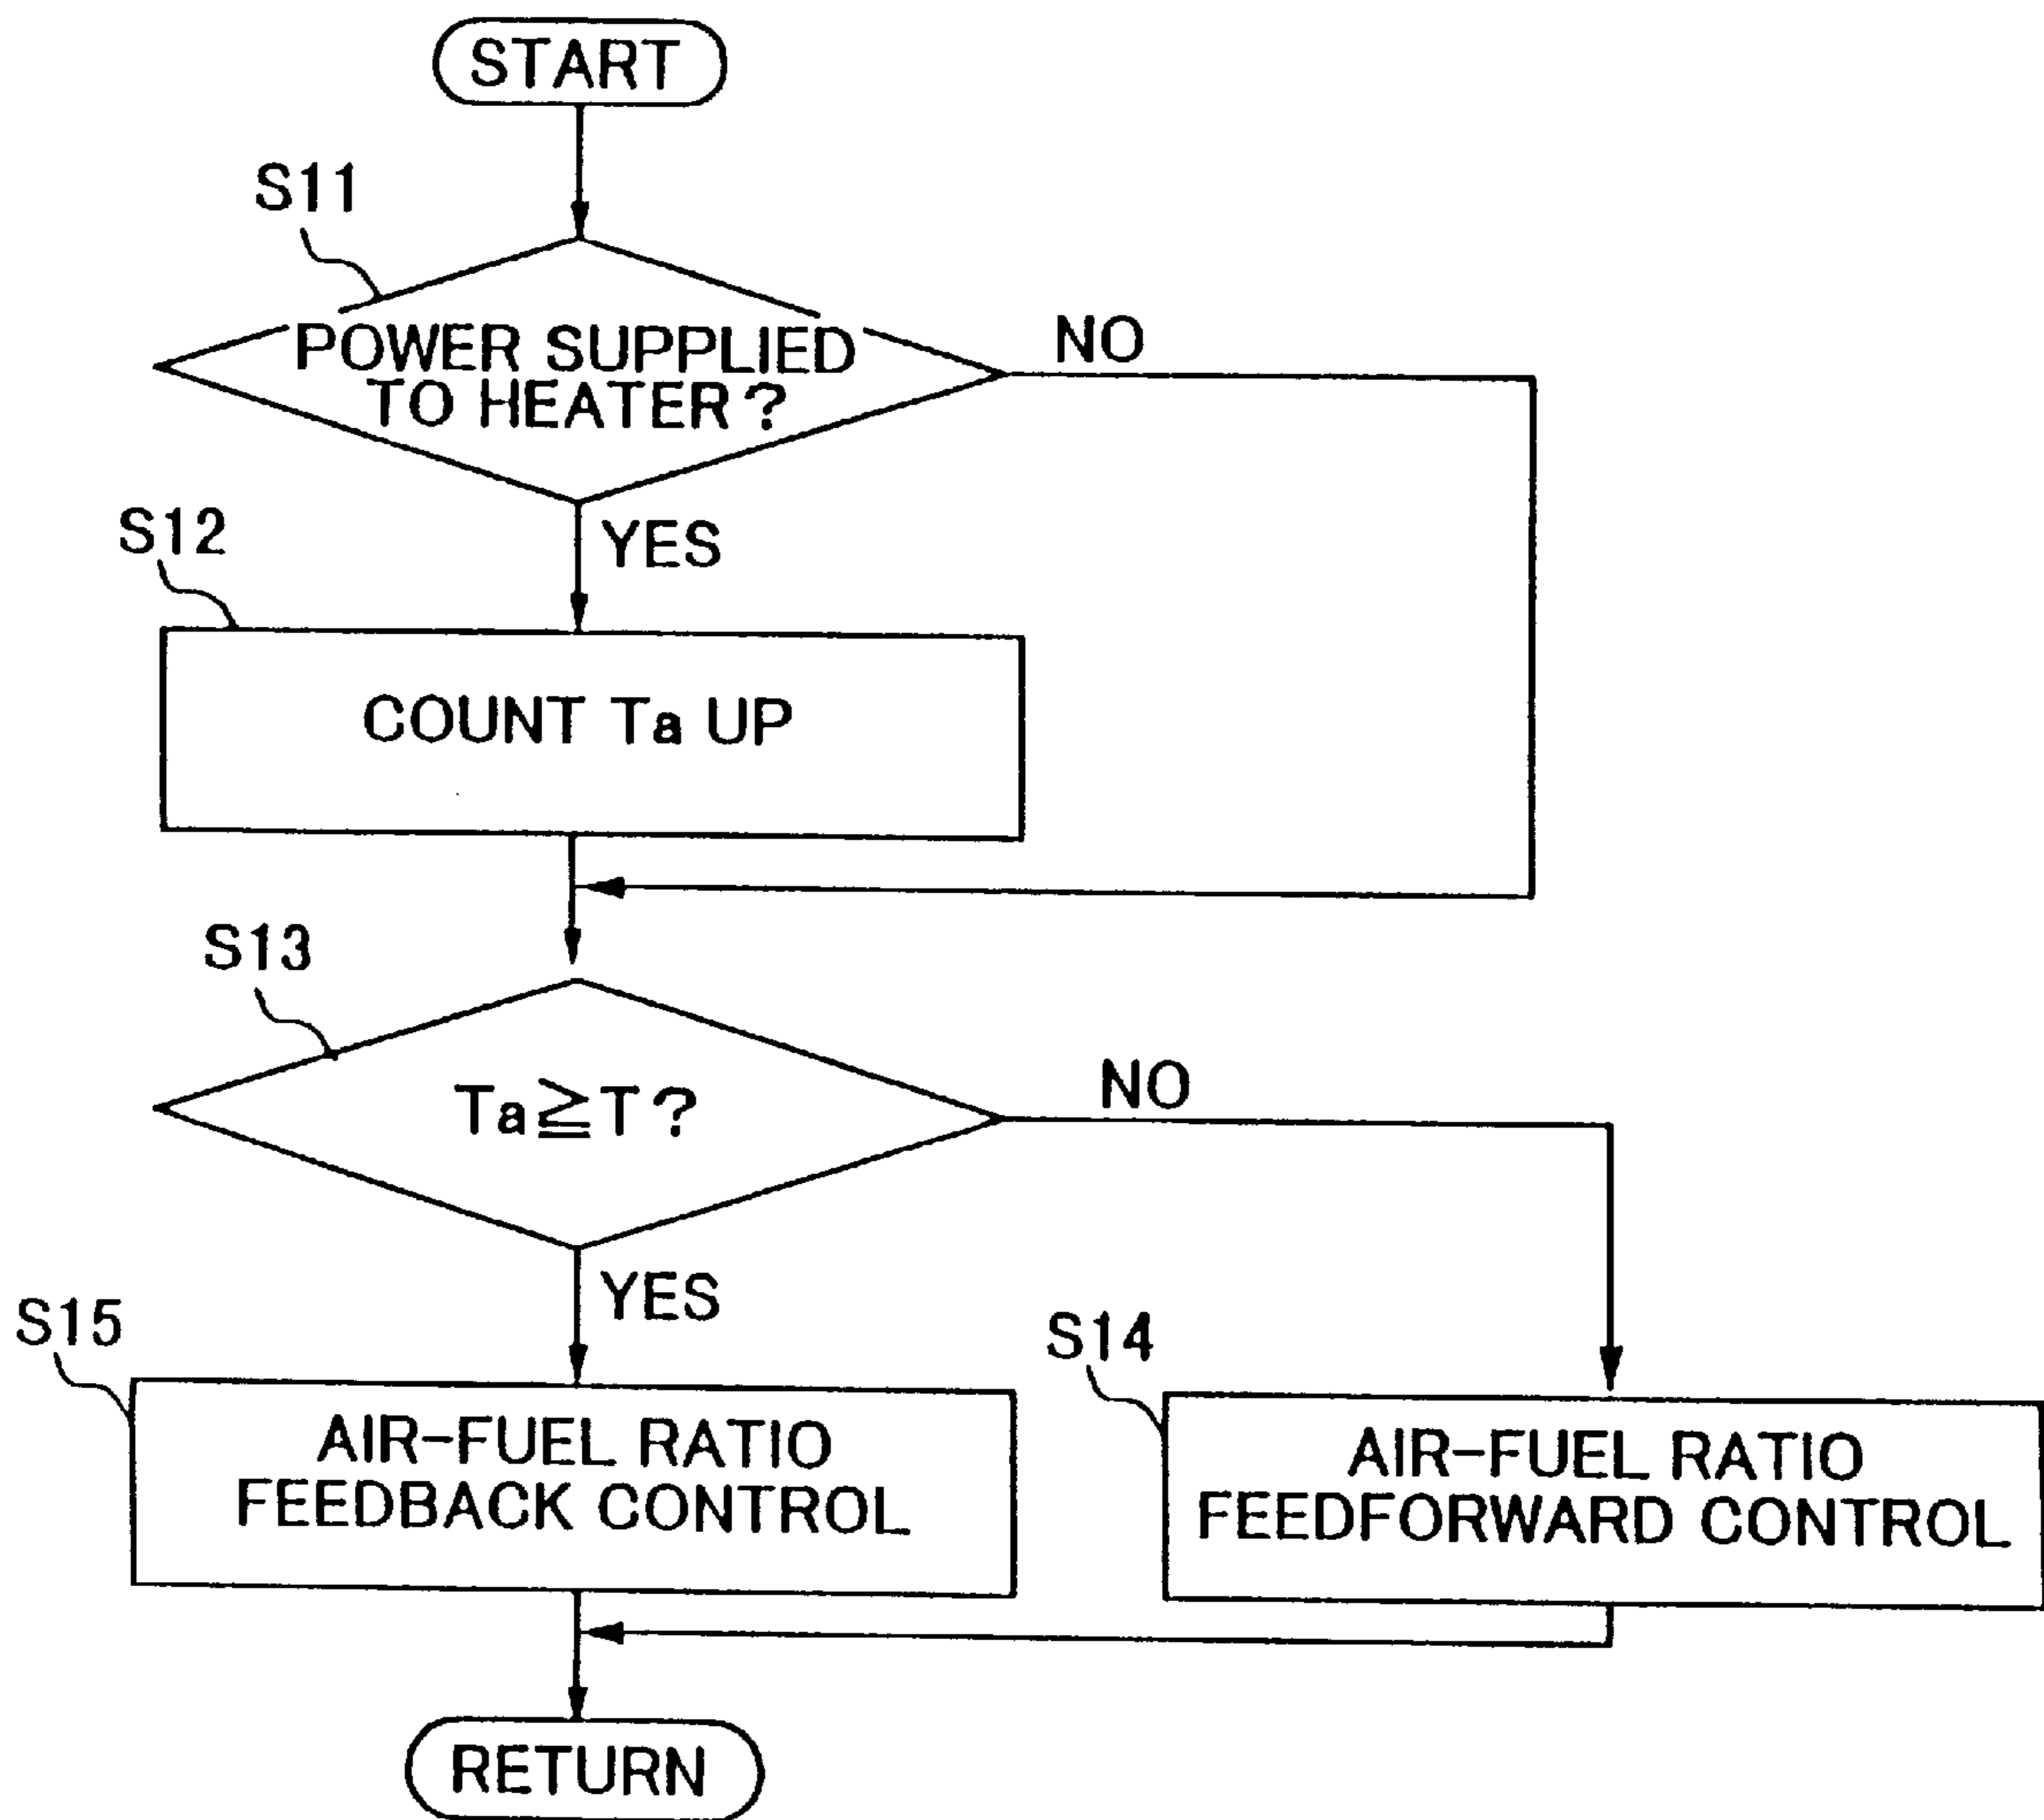 START
S11
POWER SUPPLIED
TO HEATER?
NO
S12
YES
COUNT Ta UP
S13
Ta≧T?
NO
YES
S15
S14
AIR-FUEL RATIO
FEEDBACK CONTROL
AIR-FUEL RATIO
FEEDFORWARD CONTROL
RETURN